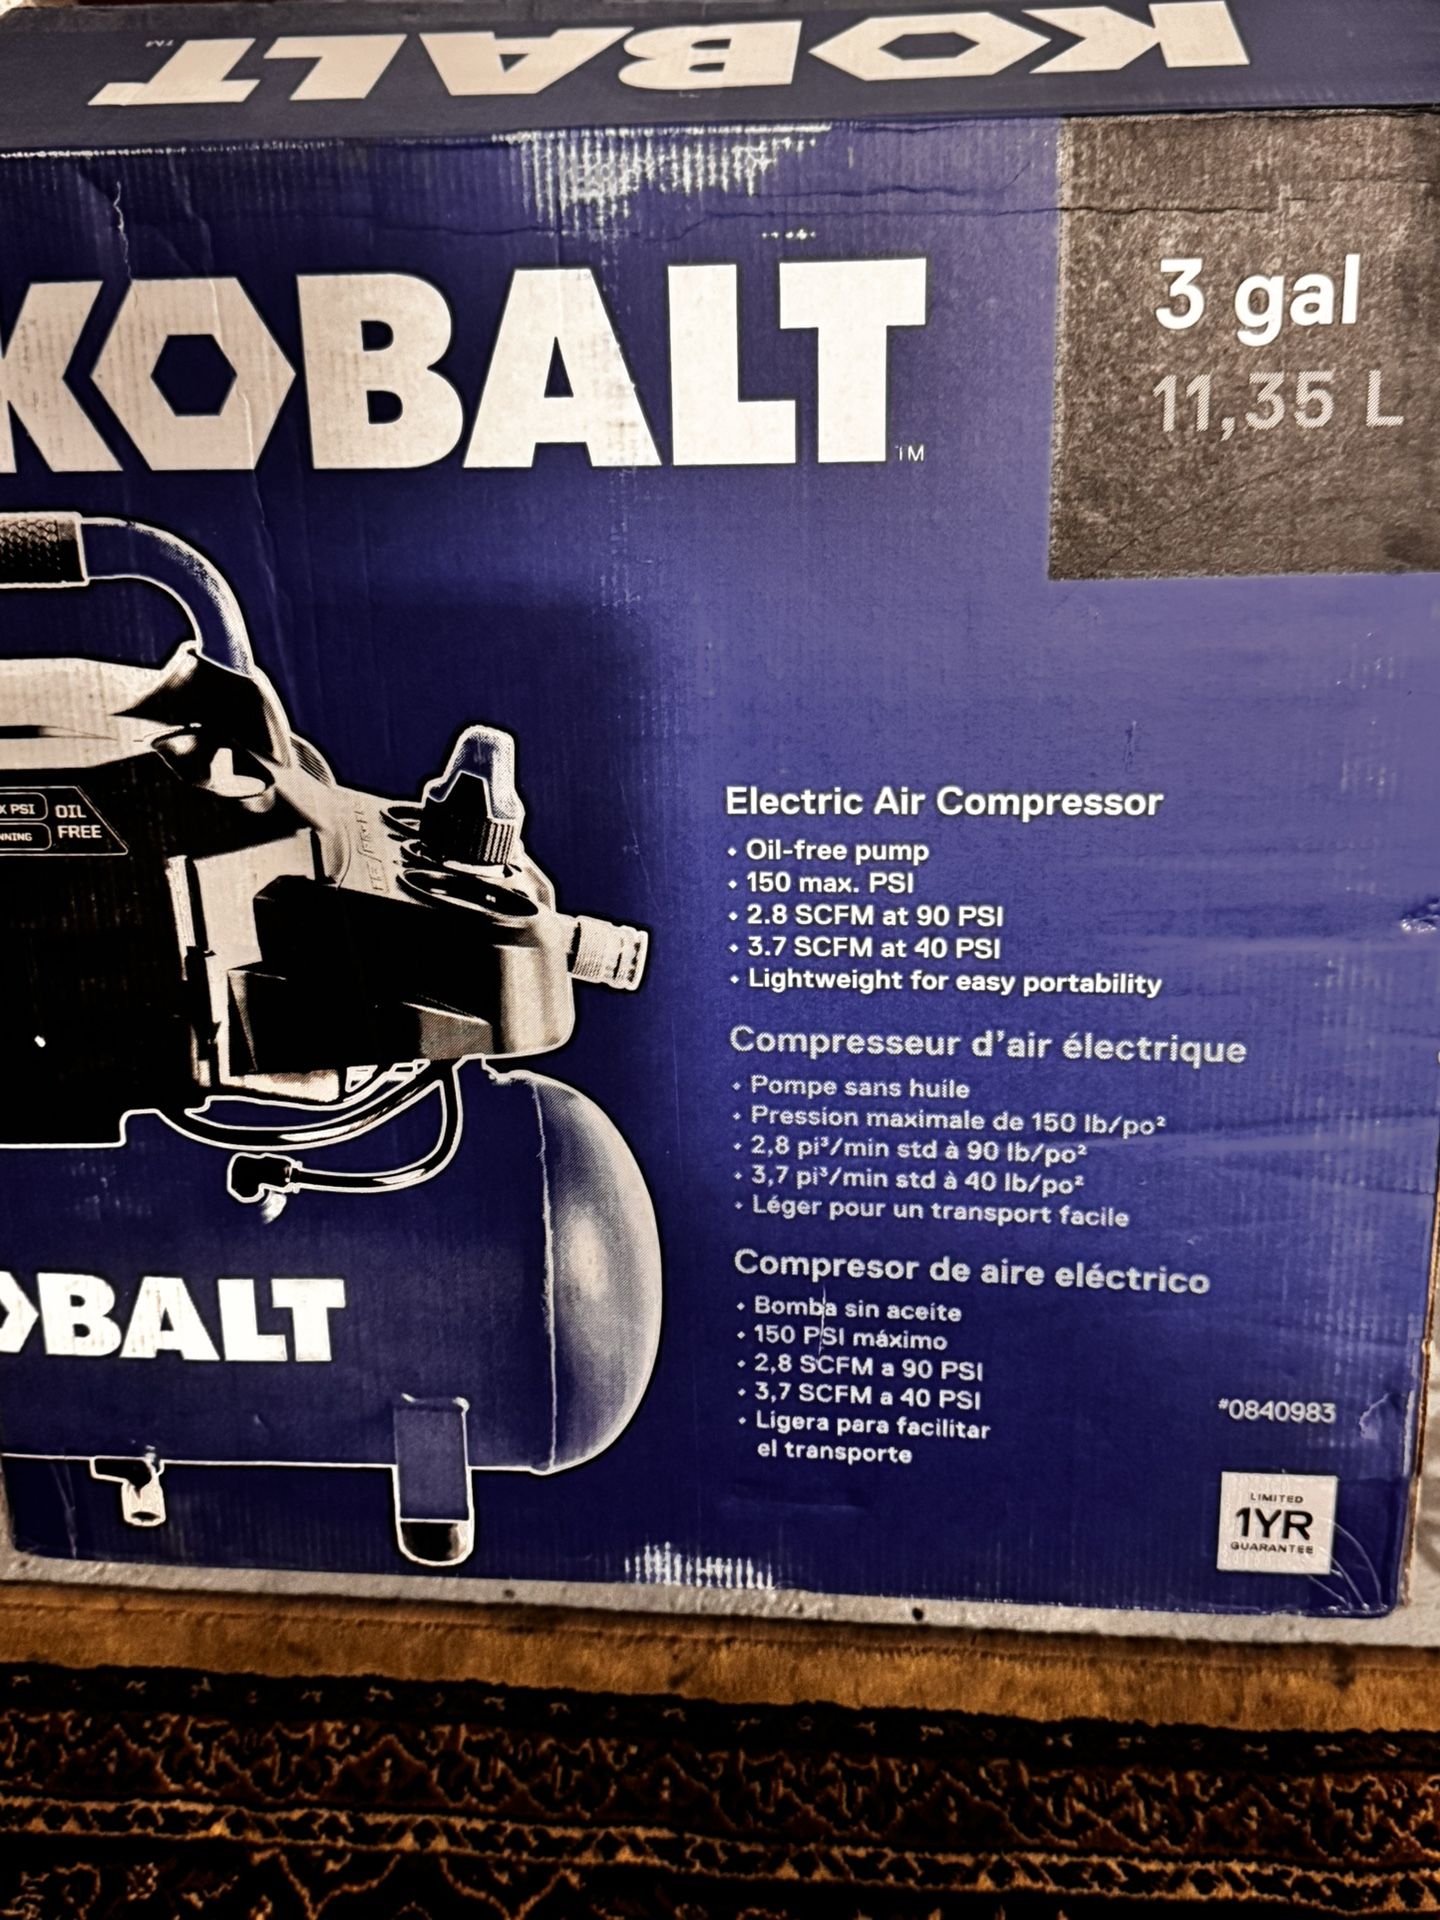 KOBALT™
KOBALT™
3 gal
11,35 L
PSI
OIL
FREE
Electric Air Compressor
• Oil-free pump
• 150 max. PSI
• 2.8 SCFM at 90 PSI
• 3.7 SCFM at 40 PSI
• Lightweight for easy portability
Compresseur d'air électrique
• Pompe sans huile
• Pression maximale de 150 lb/po²
• 2,8 pi³/min std à 90 lb/po²
• 3,7 pi³/min std à 40 lb/po²
• Léger pour un transport facile
Compresor de aire eléctrico
• Bomba sin aceite
• 150 PSI máximo
• 2,8 SCFM a 90 PSI
• 3,7 SCFM a 40 PSI
• Ligera para facilitar
el transporte
OBALT
#0840983
LIMITED
1YR
GUARANTEE